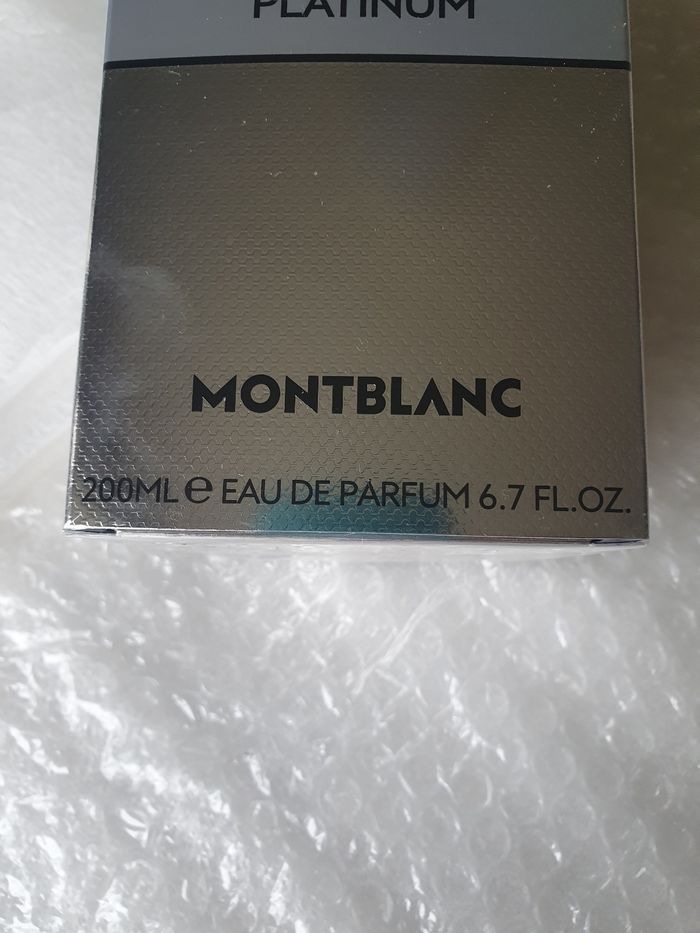 PLATINUM
MONTBLANC
200ML ℮ EAU DE PARFUM 6.7 FL.OZ.